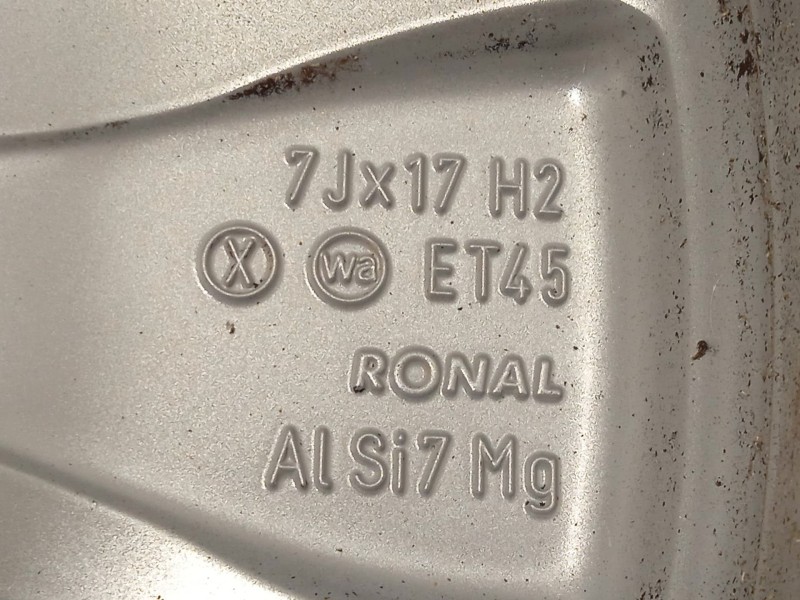 7Jx17 H2
X wa ET45
RONAL
Al Si7 Mg